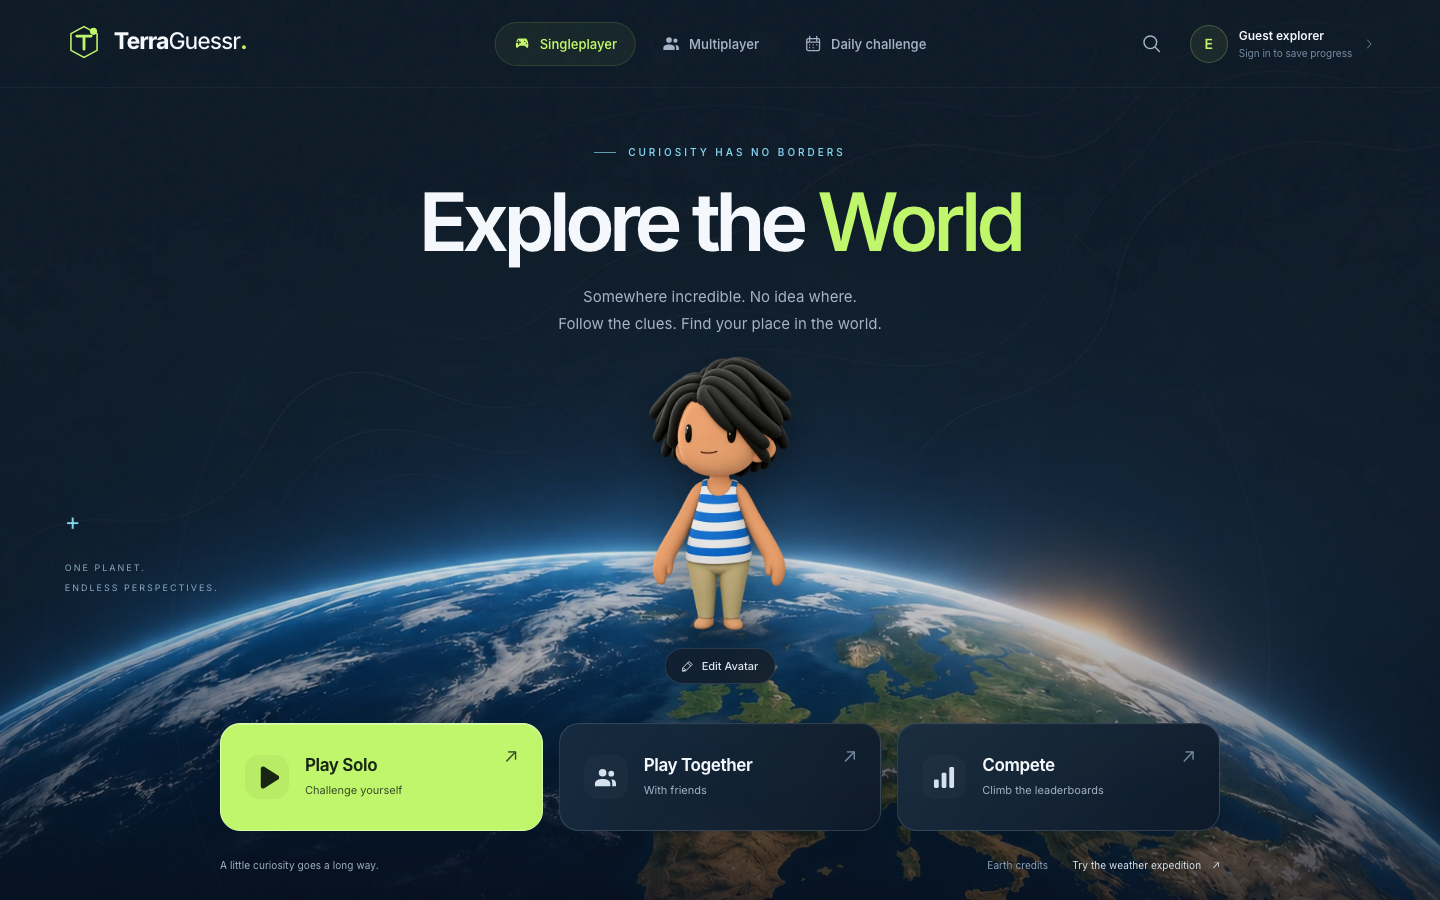 TerraGuessr.
Singleplayer
Multiplayer
Daily challenge
E
Guest explorer
Sign in to save progress
CURIOSITY HAS NO BORDERS
Explore the World
Somewhere incredible. No idea where.
Follow the clues. Find your place in the world.
+
ONE PLANET.
ENDLESS PERSPECTIVES.
Edit Avatar
Play Solo
Challenge yourself
Play Together
With friends
Compete
Climb the leaderboards
A little curiosity goes a long way.
Earth credits
Try the weather expedition